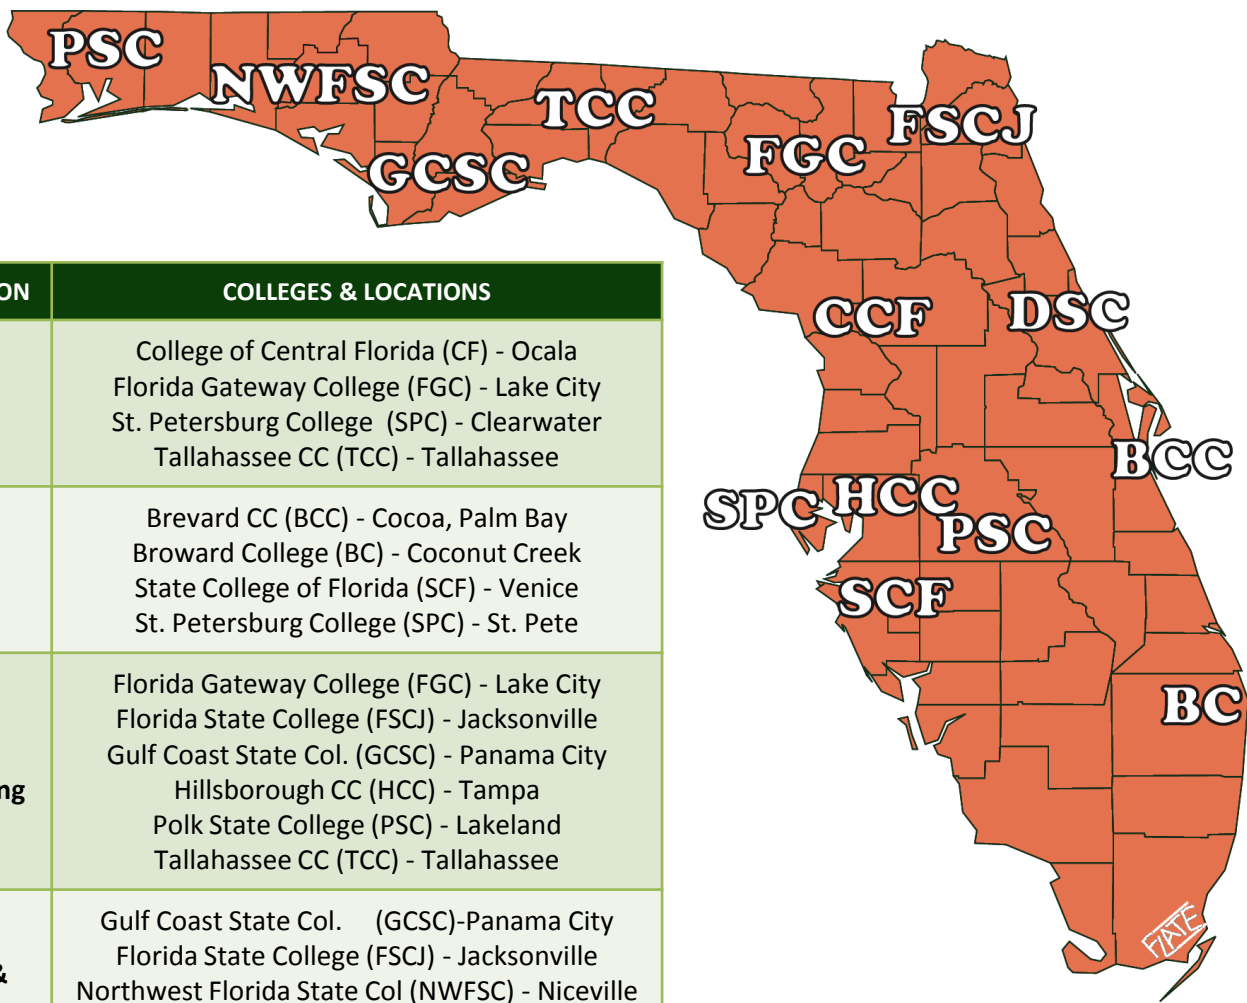 PSC
NWFSC
TCC
FSCJ
FGC
GCSC
ON
COLLEGES & LOCATIONS
College of Central Florida (CF) - Ocala
Florida Gateway College (FGC) - Lake City
St. Petersburg College (SPC) - Clearwater
Tallahassee CC (TCC) - Tallahassee
Brevard CC (BCC) - Cocoa, Palm Bay
Broward College (BC) - Coconut Creek
State College of Florida (SCF) - Venice
St. Petersburg College (SPC) - St. Pete
ng
Florida Gateway College (FGC) - Lake City
Florida State College (FSCJ) - Jacksonville
Gulf Coast State Col. (GCSC) - Panama City
Hillsborough CC (HCC) - Tampa
Polk State College (PSC) - Lakeland
Tallahassee CC (TCC) - Tallahassee
&
Gulf Coast State Col. (GCSC)-Panama City
Florida State College (FSCJ) - Jacksonville
Northwest Florida State Col (NWFSC) - Niceville
CCF
DSC
BCC
SPC
HCC
PSC
SCF
BC
FLATE